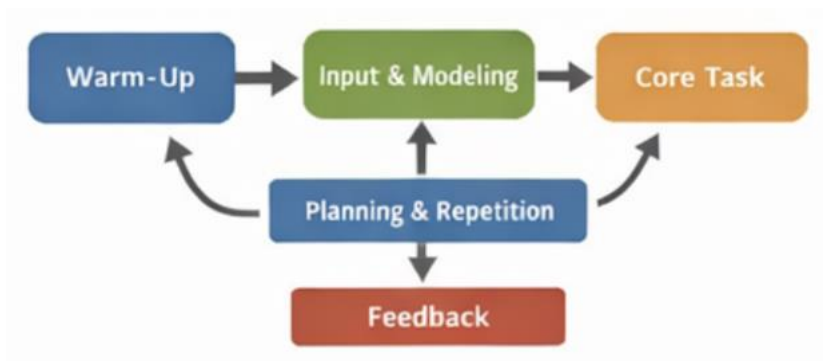 Warm-Up
Input & Modeling
Core Task
Planning & Repetition
Feedback